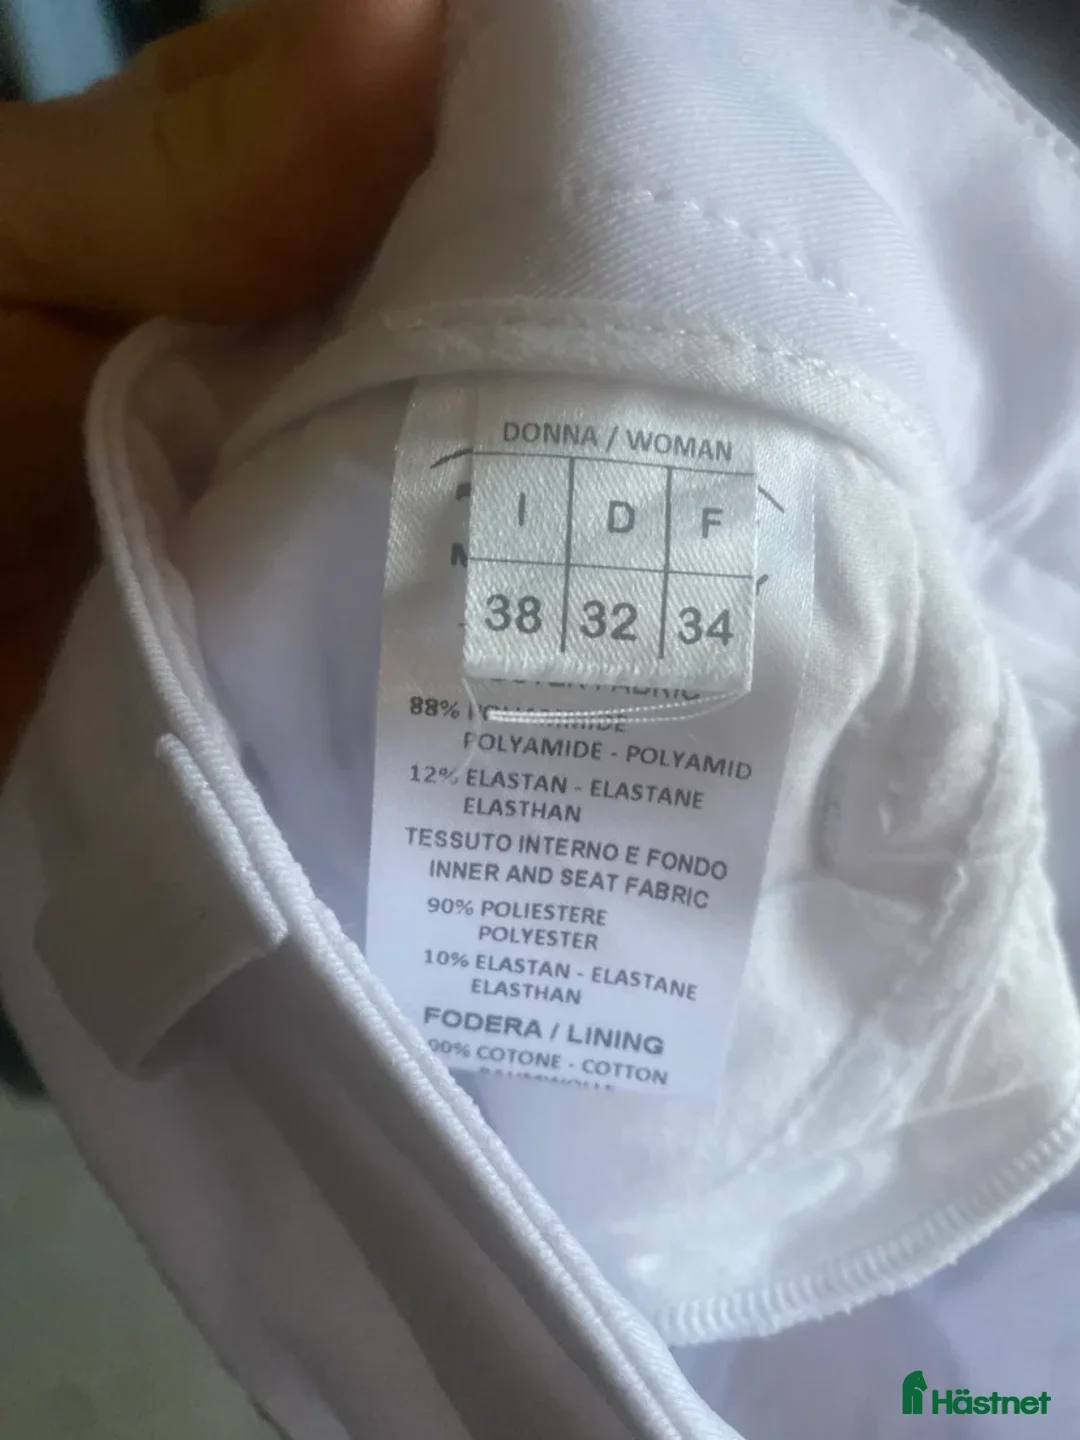 DONNA / WOMAN
I D F
38 32 34
88%
POLYAMIDE - POLYAMID
12% ELASTAN - ELASTANE
ELASTHAN
TESSUTO INTERNO E FONDO
INNER AND SEAT FABRIC
90% POLIESTERE
POLYESTER
10% ELASTAN - ELASTANE
ELASTHAN
FODERA / LINING
00% COTONE - COTTON
Hästnet